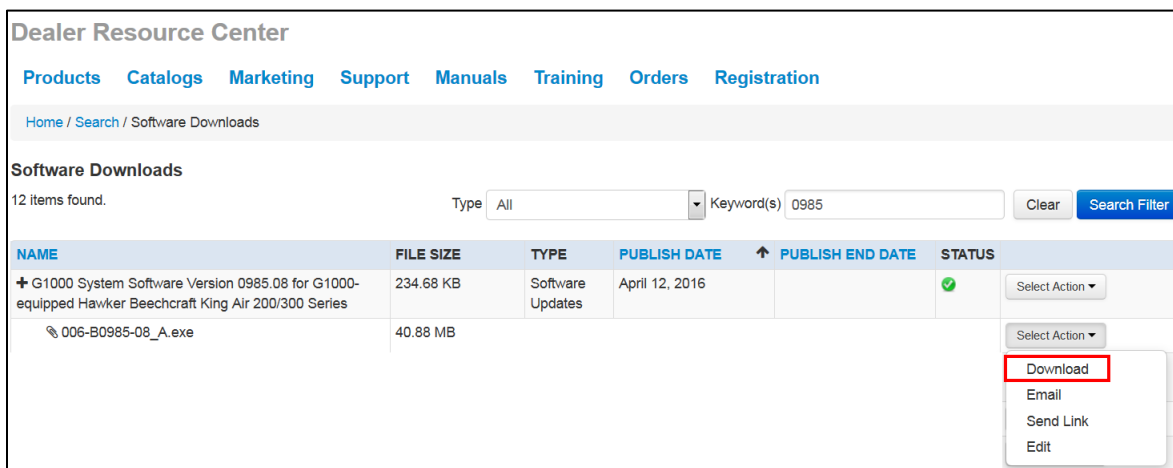 Dealer Resource Center
Products Catalogs Marketing Support Manuals Training Orders Registration
Home / Search / Software Downloads
Software Downloads
12 items found. Type All Keyword(s) 0985 Clear Search Filter
NAME FILE SIZE TYPE PUBLISH DATE PUBLISH END DATE STATUS
G1000 System Software Version 0985.08 for G1000- 234.68 KB Software April 12, 2016 Select Action
equipped Hawker Beechcraft King Air 200/300 Series Updates
006-B0985-08_A.exe 40.88 MB Select Action
Download
Email
Send Link
Edit